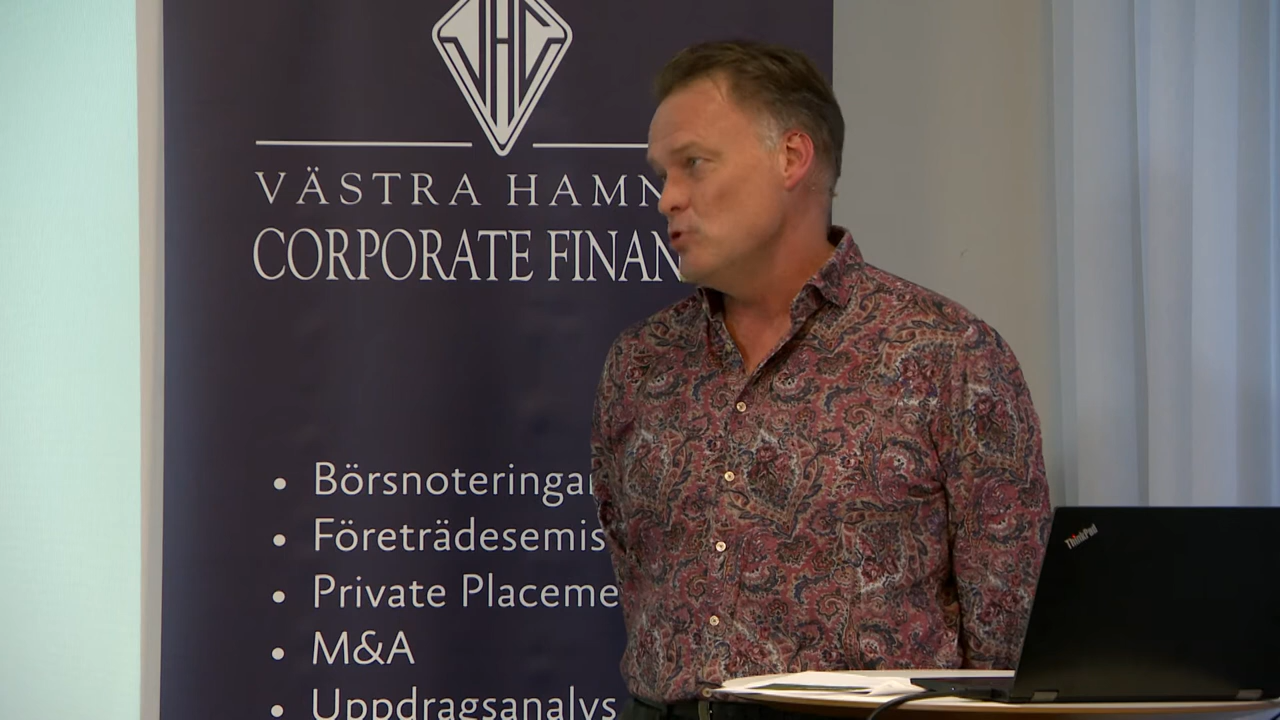 VHC
VÄSTRA HAMN
CORPORATE FINAN
Börsnoteringar
Företrädesemis
Private Placeme
M&A
Uppdragsanalys
ThinkPad